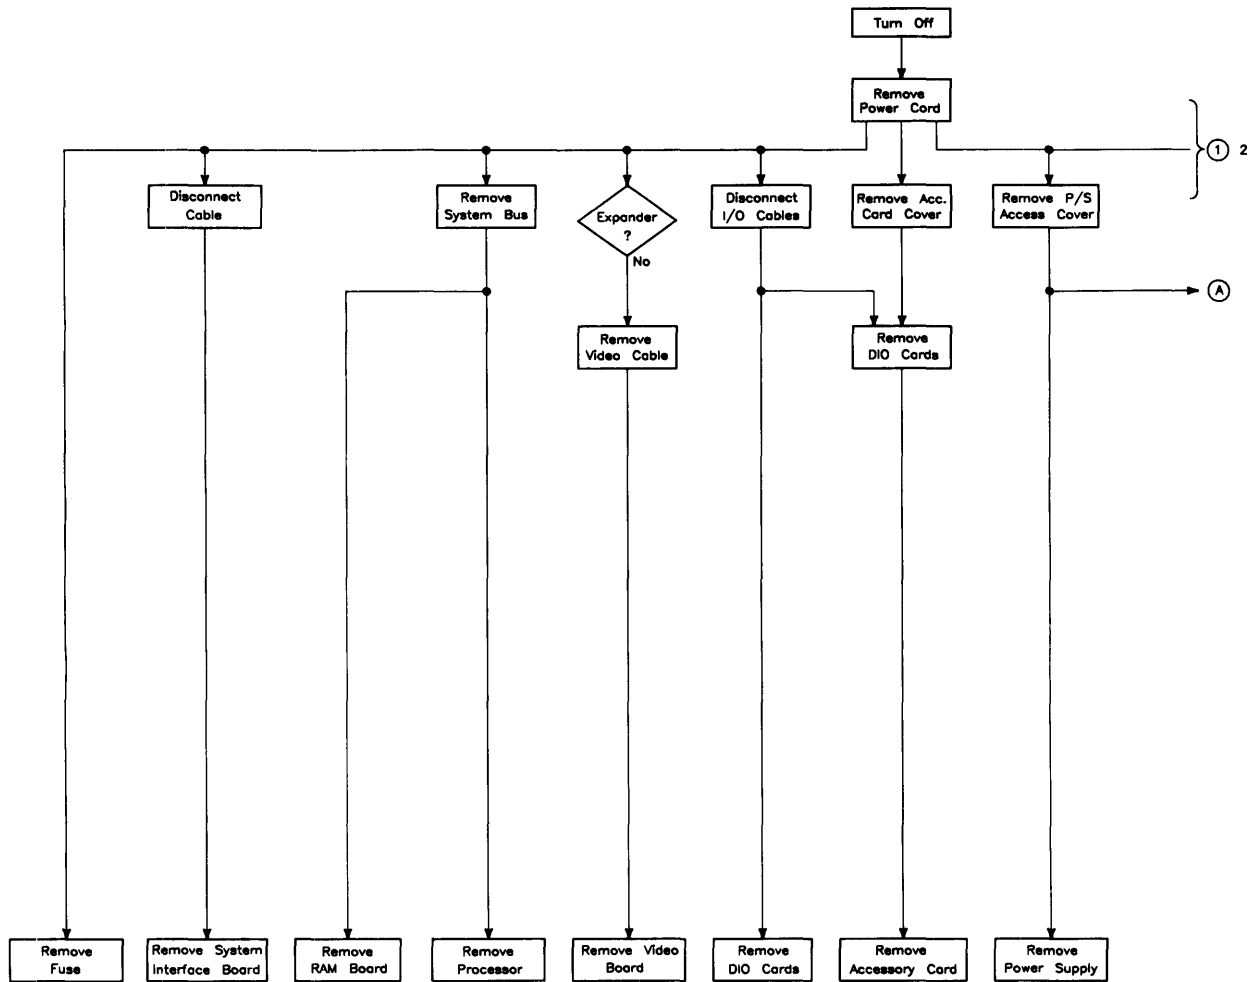 Turn Off
Remove
Power Cord
1 2
Disconnect
Cable
Remove
System Bus
Expander
?
No
Disconnect
I/O Cables
Remove Acc.
Card Cover
Remove P/S
Access Cover
A
Remove
Video Cable
Remove
DIO Cards
Remove
Fuse
Remove System
Interface Board
Remove
RAM Board
Remove
Processor
Remove Video
Board
Remove
DIO Cards
Remove
Accessory Card
Remove
Power Supply